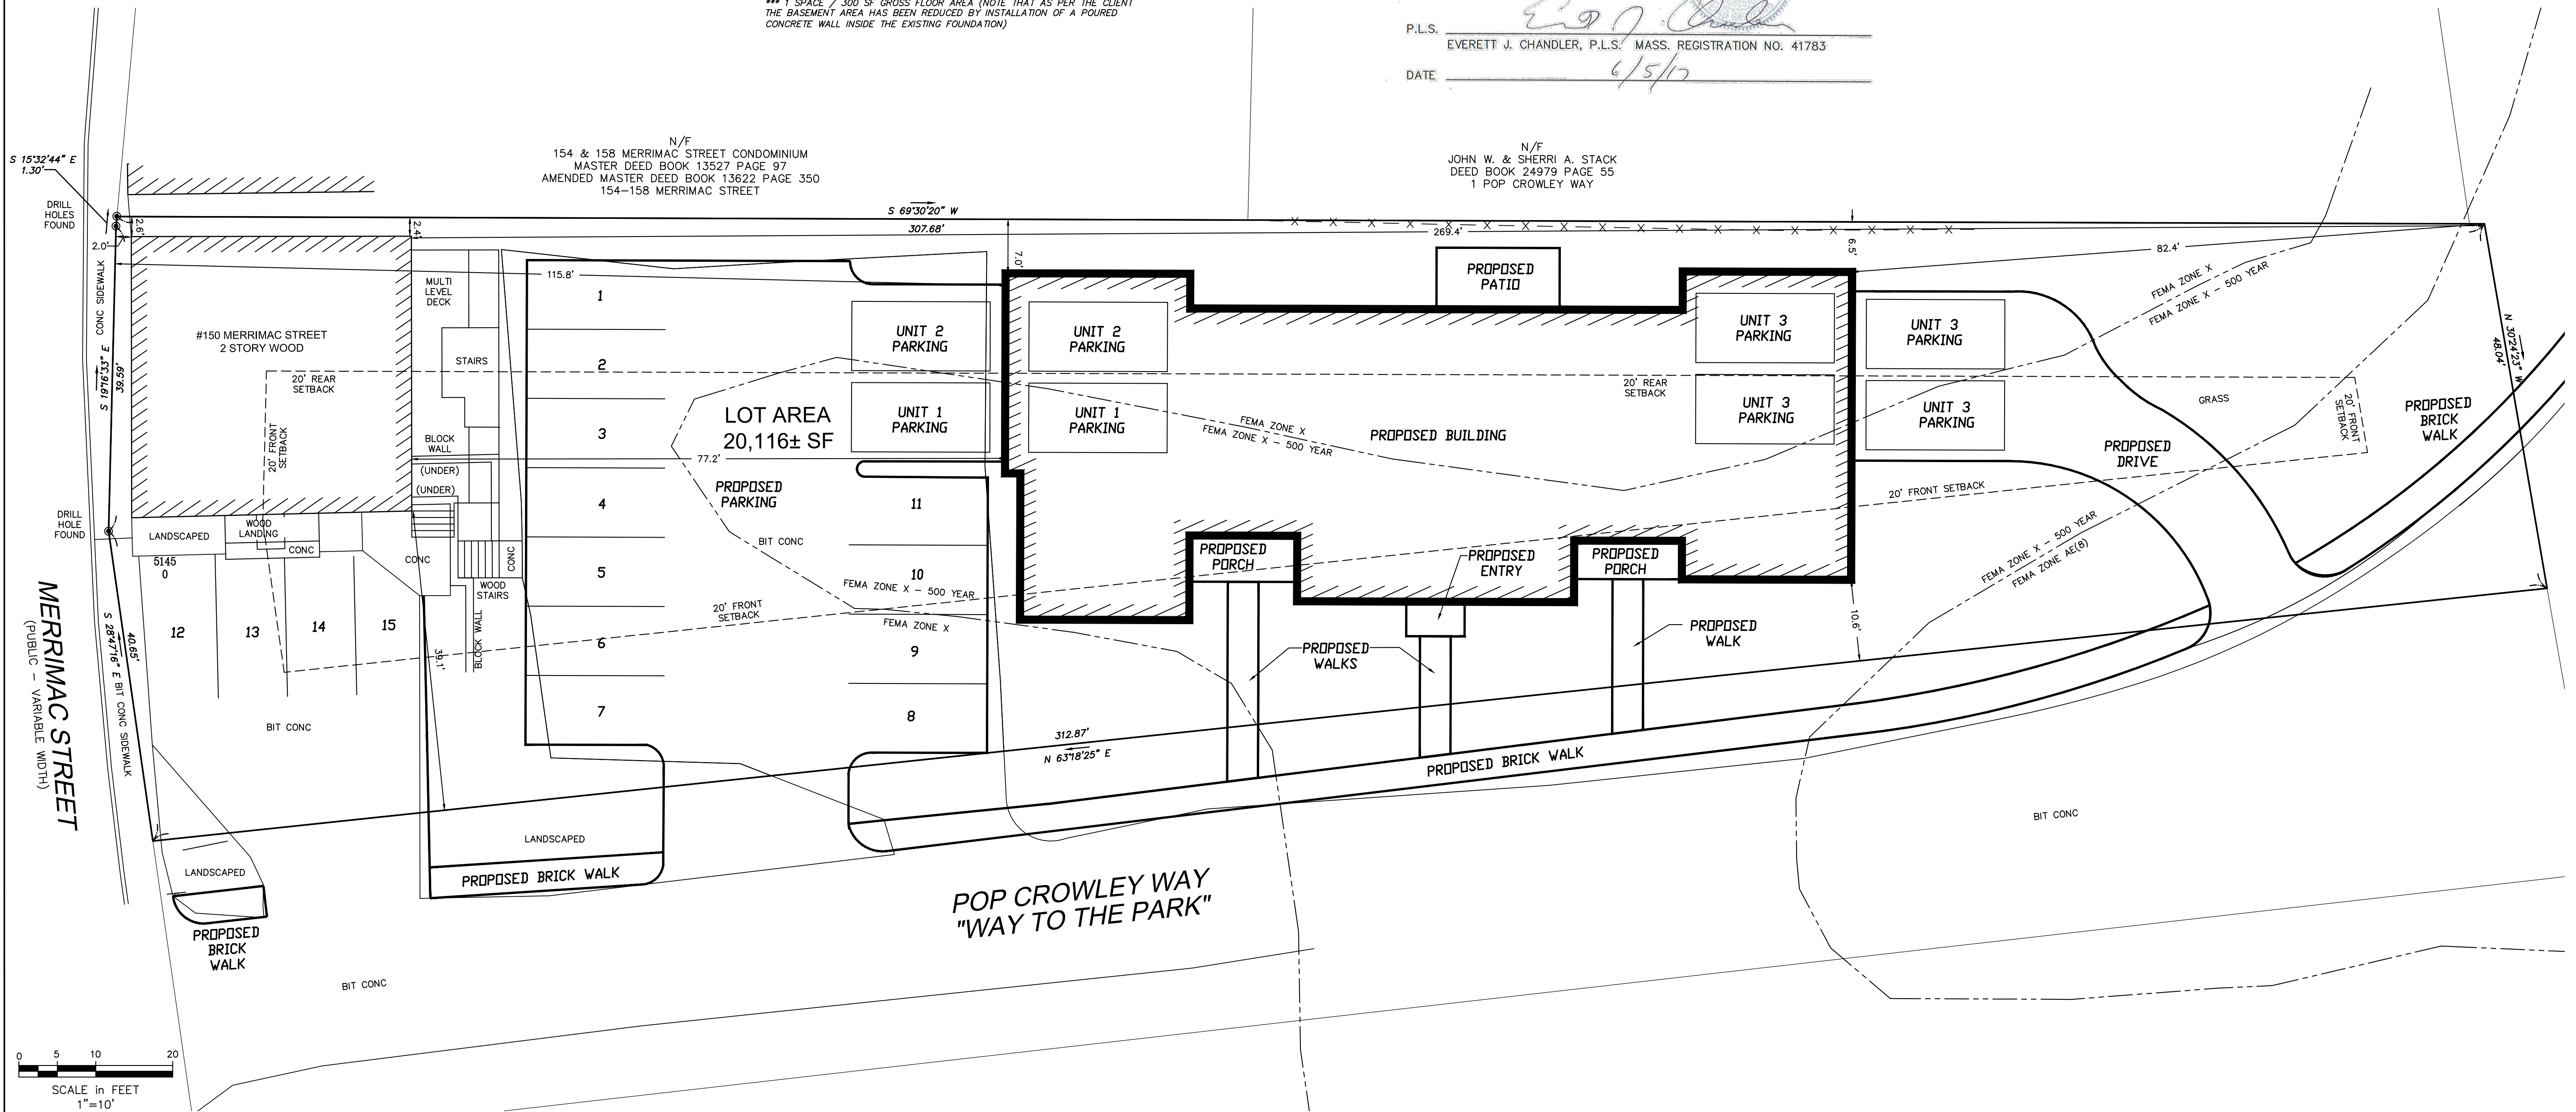 *** 1 SPACE / 300 SF GROSS FLOOR AREA (NOTE THAT AS PER THE CLIENT
THE BASEMENT AREA HAS BEEN REDUCED BY INSTALLATION OF A POURED
CONCRETE WALL INSIDE THE EXISTING FOUNDATION)
P.L.S.
EVERETT J. CHANDLER, P.L.S. MASS. REGISTRATION NO. 41783
DATE 6/5/17
N/F
154 & 158 MERRIMAC STREET CONDOMINIUM
MASTER DEED BOOK 13527 PAGE 97
AMENDED MASTER DEED BOOK 13622 PAGE 350
154-158 MERRIMAC STREET
N/F
JOHN W. & SHERRI A. STACK
DEED BOOK 24979 PAGE 55
1 POP CROWLEY WAY
S 15°32'44" E
1.30'
DRILL
HOLES
FOUND
2.6'
2.0'
2.4'
S 69°30'20" W
307.68'
269.4'
7.0'
6.5'
82.4'
115.8'
CONC SIDEWALK
S 19°16'33" E
39.59'
#150 MERRIMAC STREET
2 STORY WOOD
20' REAR
SETBACK
20' FRONT
SETBACK
MULTI
LEVEL
DECK
STAIRS
BLOCK
WALL
(UNDER)
(UNDER)
1
2
3
4
5
6
7
UNIT 2
PARKING
UNIT 1
PARKING
UNIT 2
PARKING
UNIT 1
PARKING
LOT AREA
20,116± SF
77.2'
PROPOSED
PARKING
BIT CONC
11
10
9
8
FEMA ZONE X - 500 YEAR
FEMA ZONE X
20' FRONT
SETBACK
PROPOSED
PATIO
UNIT 3
PARKING
UNIT 3
PARKING
UNIT 3
PARKING
UNIT 3
PARKING
20' REAR
SETBACK
FEMA ZONE X
FEMA ZONE X - 500 YEAR
PROPOSED BUILDING
FEMA ZONE X
FEMA ZONE X - 500 YEAR
GRASS
20' FRONT
SETBACK
N 30°24'23" W
48.04'
PROPOSED
BRICK
WALK
PROPOSED
DRIVE
20' FRONT SETBACK
FEMA ZONE X - 500 YEAR
FEMA ZONE AE(8)
DRILL
HOLE
FOUND
LANDSCAPED
WOOD
LANDING
CONC
CONC
CONC
WOOD
STAIRS
BLOCK WALL
5145
0
12
13
14
15
39.1'
PROPOSED
PORCH
PROPOSED
ENTRY
PROPOSED
PORCH
PROPOSED
WALKS
PROPOSED
WALK
10.6'
MERRIMAC STREET
(PUBLIC - VARIABLE WIDTH)
S 28°47'16" E
40.65'
BIT CONC SIDEWALK
BIT CONC
312.87'
N 63°18'25" E
PROPOSED BRICK WALK
BIT CONC
LANDSCAPED
LANDSCAPED
PROPOSED BRICK WALK
PROPOSED
BRICK
WALK
POP CROWLEY WAY
"WAY TO THE PARK"
BIT CONC
0 5 10 20
SCALE in FEET
1"=10'